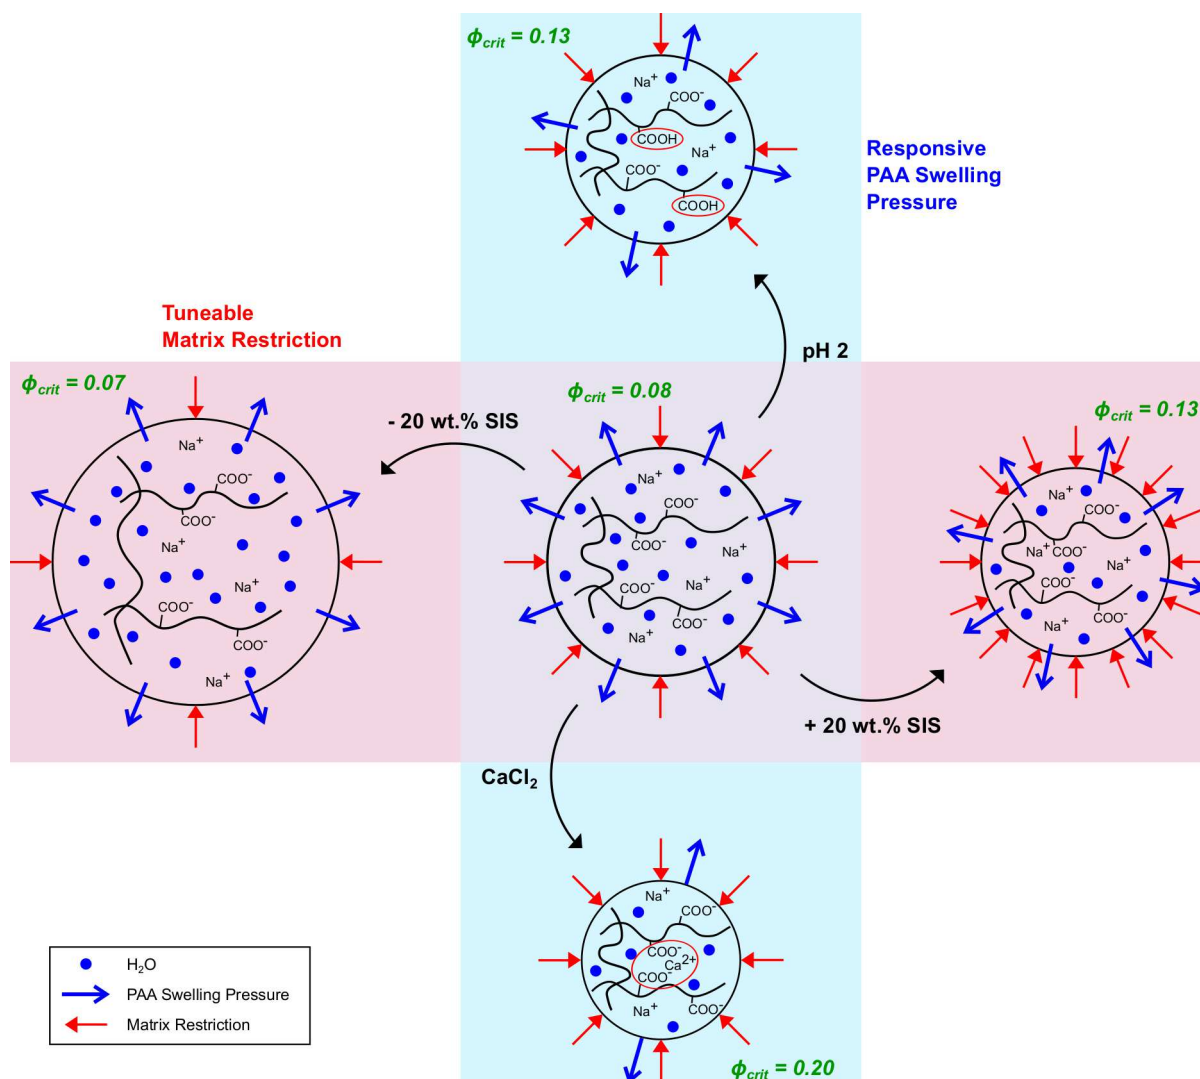 ϕcrit = 0.13
Na⁺
COO⁻
COOH
Na⁺
COO⁻
COOH
Responsive
PAA Swelling
Pressure
Tuneable
Matrix Restriction
pH 2
ϕcrit = 0.07
Na⁺
COO⁻
COO⁻
Na⁺
Na⁺
COO⁻
COO⁻
Na⁺
- 20 wt.% SIS
ϕcrit = 0.08
Na⁺
COO⁻
COO⁻
Na⁺
Na⁺
COO⁻
COO⁻
Na⁺
ϕcrit = 0.13
Na⁺
COO⁻
Na⁺
COO⁻
Na⁺
COO⁻
COO⁻
Na⁺
+ 20 wt.% SIS
CaCl₂
Na⁺
COO⁻
COO⁻
Ca²⁺
COO⁻
Na⁺
COO⁻
ϕcrit = 0.20
H₂O
PAA Swelling Pressure
Matrix Restriction